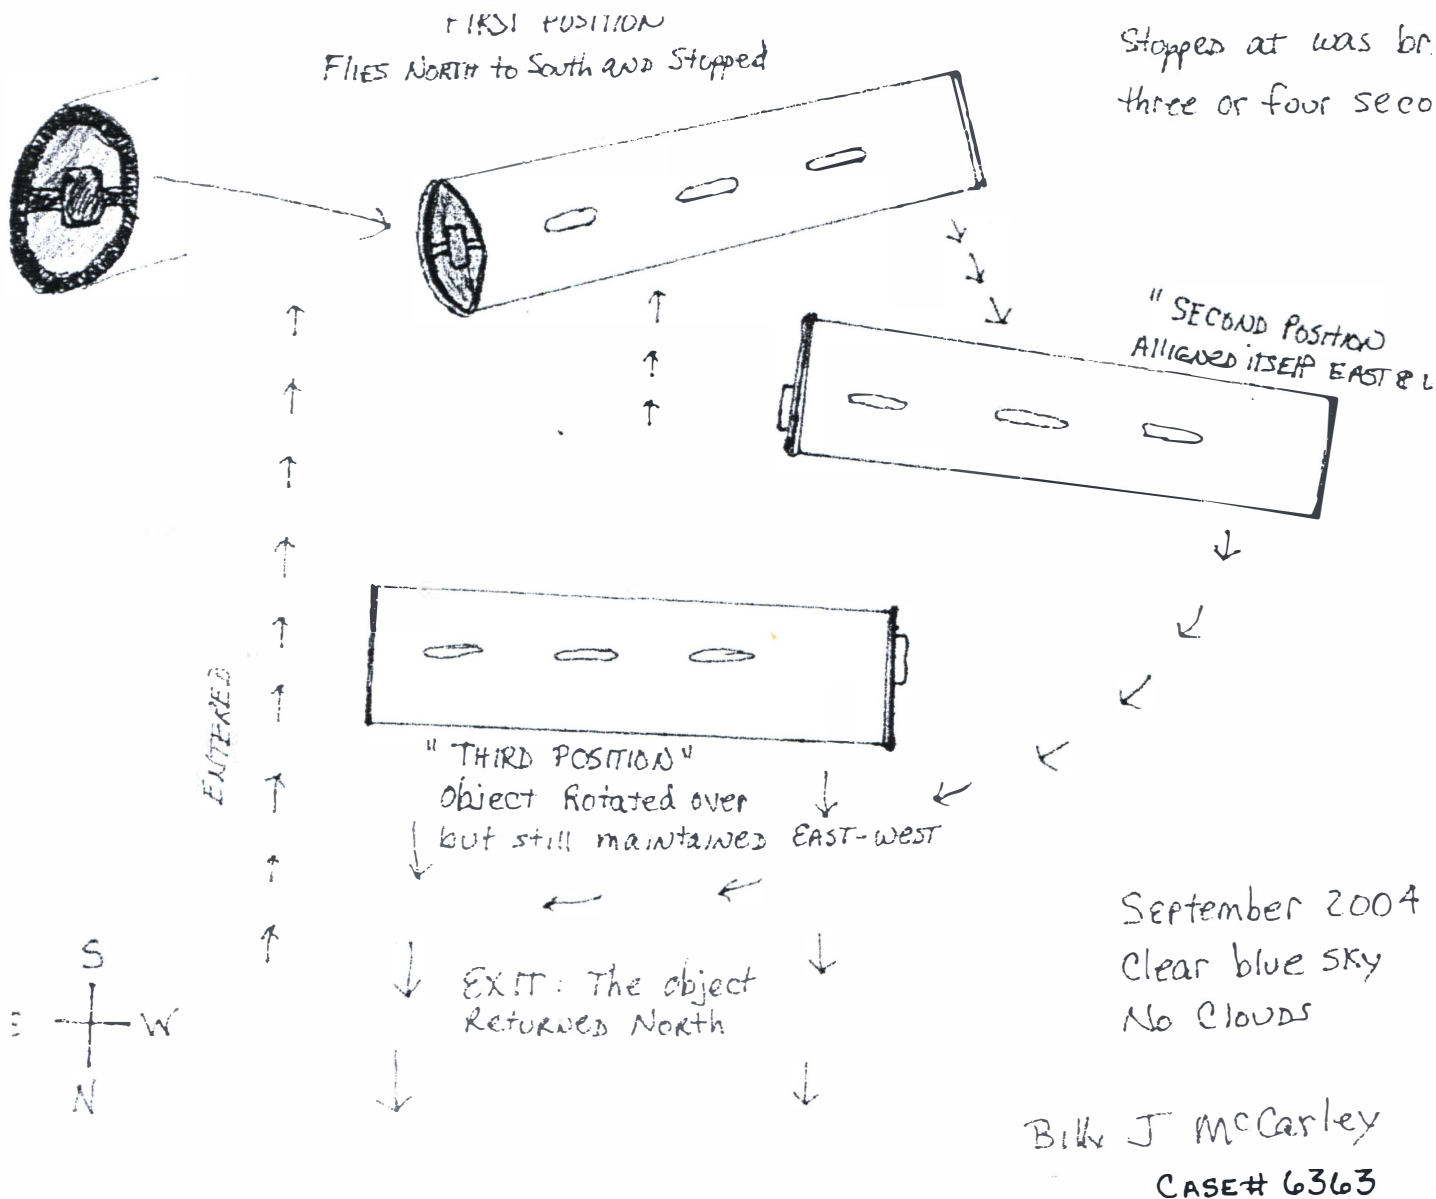 FIRST POSITION
FliES NORTH to South AND Stopped
Stopped at was br
three or four seco
"SECOND POSITION
AlliGNED itSElf EAST &
ENTERED
"THIRD POSITION"
Object Rotated over
but still maintained EAST-WEST
EXIT: The object
Returned North
S
E W
N
September 2004
Clear blue sky
No Clouds
Billy J McCarley
CASE# 6363